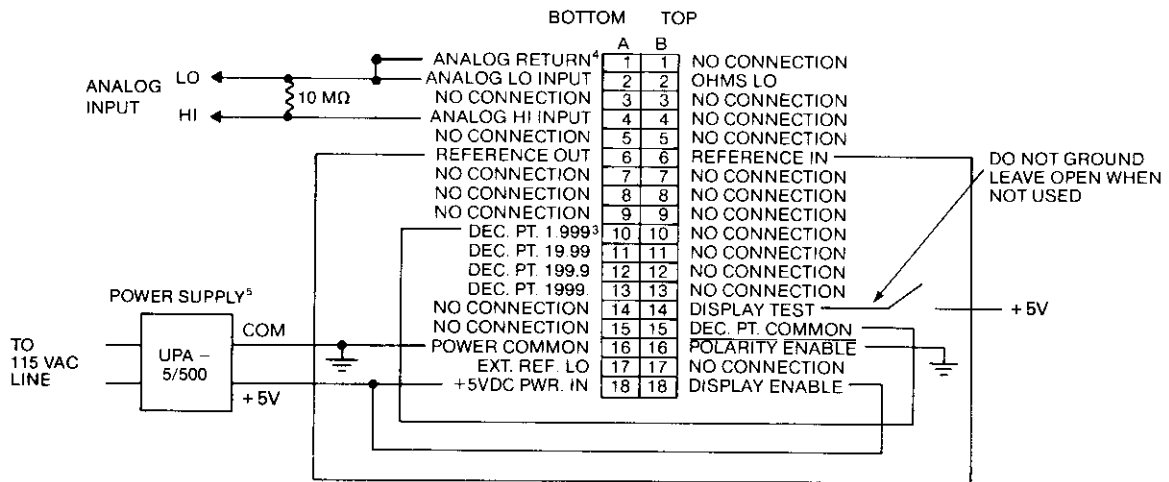 BOTTOM TOP
A B
ANALOG RETURN⁴ 1 1 NO CONNECTION
ANALOG INPUT
LO ANALOG LO INPUT 2 2 OHMS LO
10 MΩ NO CONNECTION 3 3 NO CONNECTION
HI ANALOG HI INPUT 4 4 NO CONNECTION
NO CONNECTION 5 5 NO CONNECTION
REFERENCE OUT 6 6 REFERENCE IN
DO NOT GROUND
LEAVE OPEN WHEN
NOT USED
NO CONNECTION 7 7 NO CONNECTION
NO CONNECTION 8 8 NO CONNECTION
NO CONNECTION 9 9 NO CONNECTION
DEC. PT. 1.999³ 10 10 NO CONNECTION
DEC. PT. 19.99 11 11 NO CONNECTION
DEC. PT. 199.9 12 12 NO CONNECTION
DEC. PT. 1999. 13 13 NO CONNECTION
NO CONNECTION 14 14 DISPLAY TEST +5V
NO CONNECTION 15 15 DEC. PT. COMMON
POWER COMMON 16 16 POLARITY ENABLE
EXT. REF. LO 17 17 NO CONNECTION
+5VDC PWR. IN 18 18 DISPLAY ENABLE
POWER SUPPLY⁵
COM
TO
115 VAC
LINE
UPA –
5/500
+5V